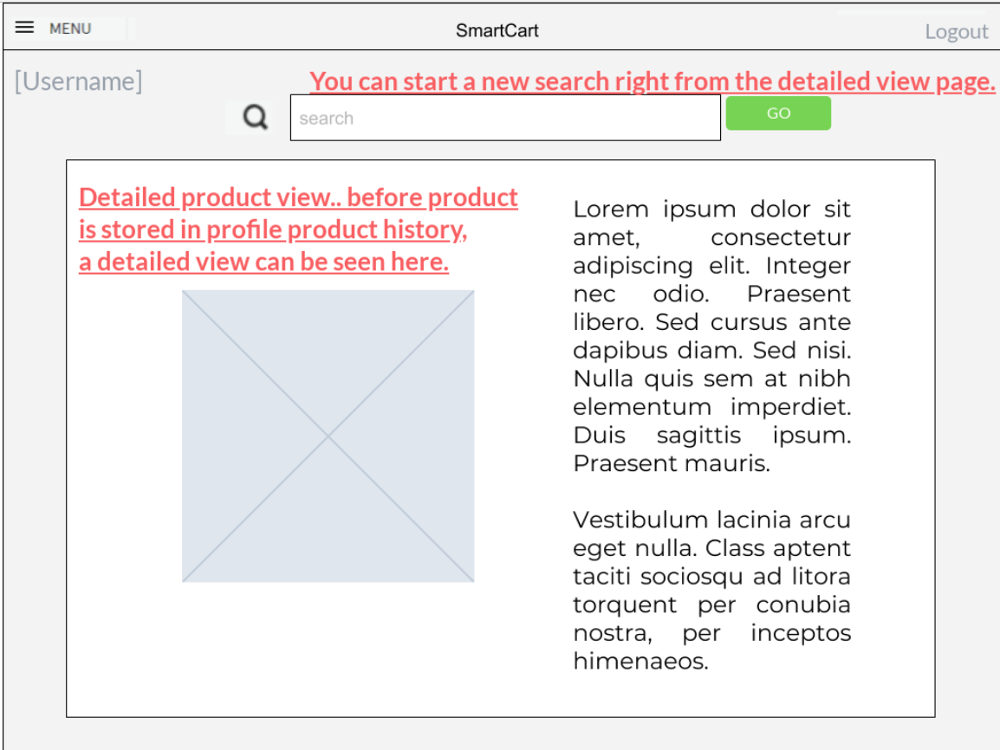 MENU
SmartCart
Logout
[Username]
You can start a new search right from the detailed view page.
search
GO
Detailed product view.. before product
is stored in profile product history,
a detailed view can be seen here.
Lorem ipsum dolor sit
amet, consectetur
adipiscing elit. Integer
nec odio. Praesent
libero. Sed cursus ante
dapibus diam. Sed nisi.
Nulla quis sem at nibh
elementum imperdiet.
Duis sagittis ipsum.
Praesent mauris.
Vestibulum lacinia arcu
eget nulla. Class aptent
taciti sociosqu ad litora
torquent per conubia
nostra, per inceptos
himenaeos.